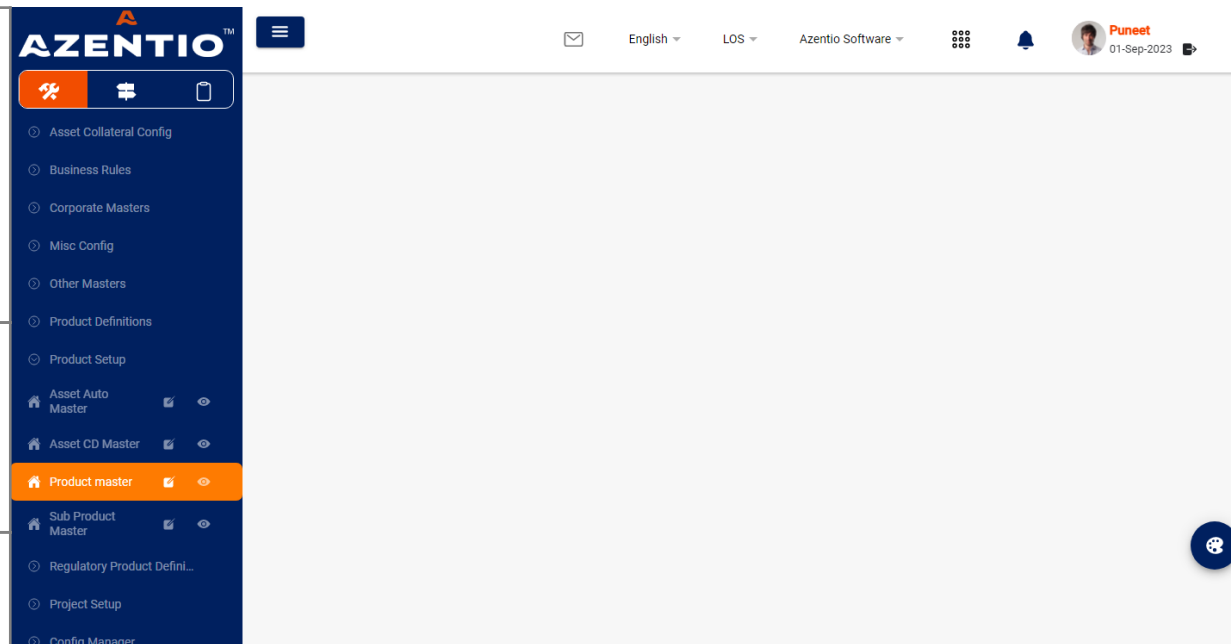 AZENTIO™
English
LOS
Azentio Software
Puneet
01-Sep-2023
Asset Collateral Config
Business Rules
Corporate Masters
Misc Config
Other Masters
Product Definitions
Product Setup
Asset Auto
Master
Asset CD Master
Product master
Sub Product
Master
Regulatory Product Defini...
Project Setup
Config Manager